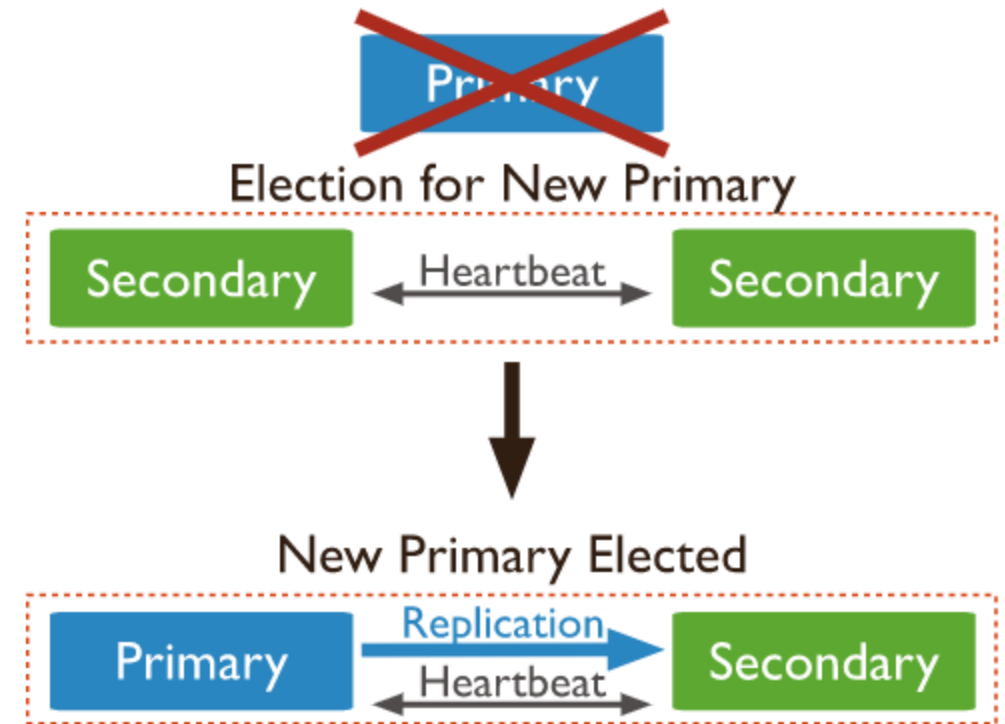 Primary
Election for New Primary
Secondary Heartbeat Secondary
New Primary Elected
Replication
Primary Heartbeat Secondary